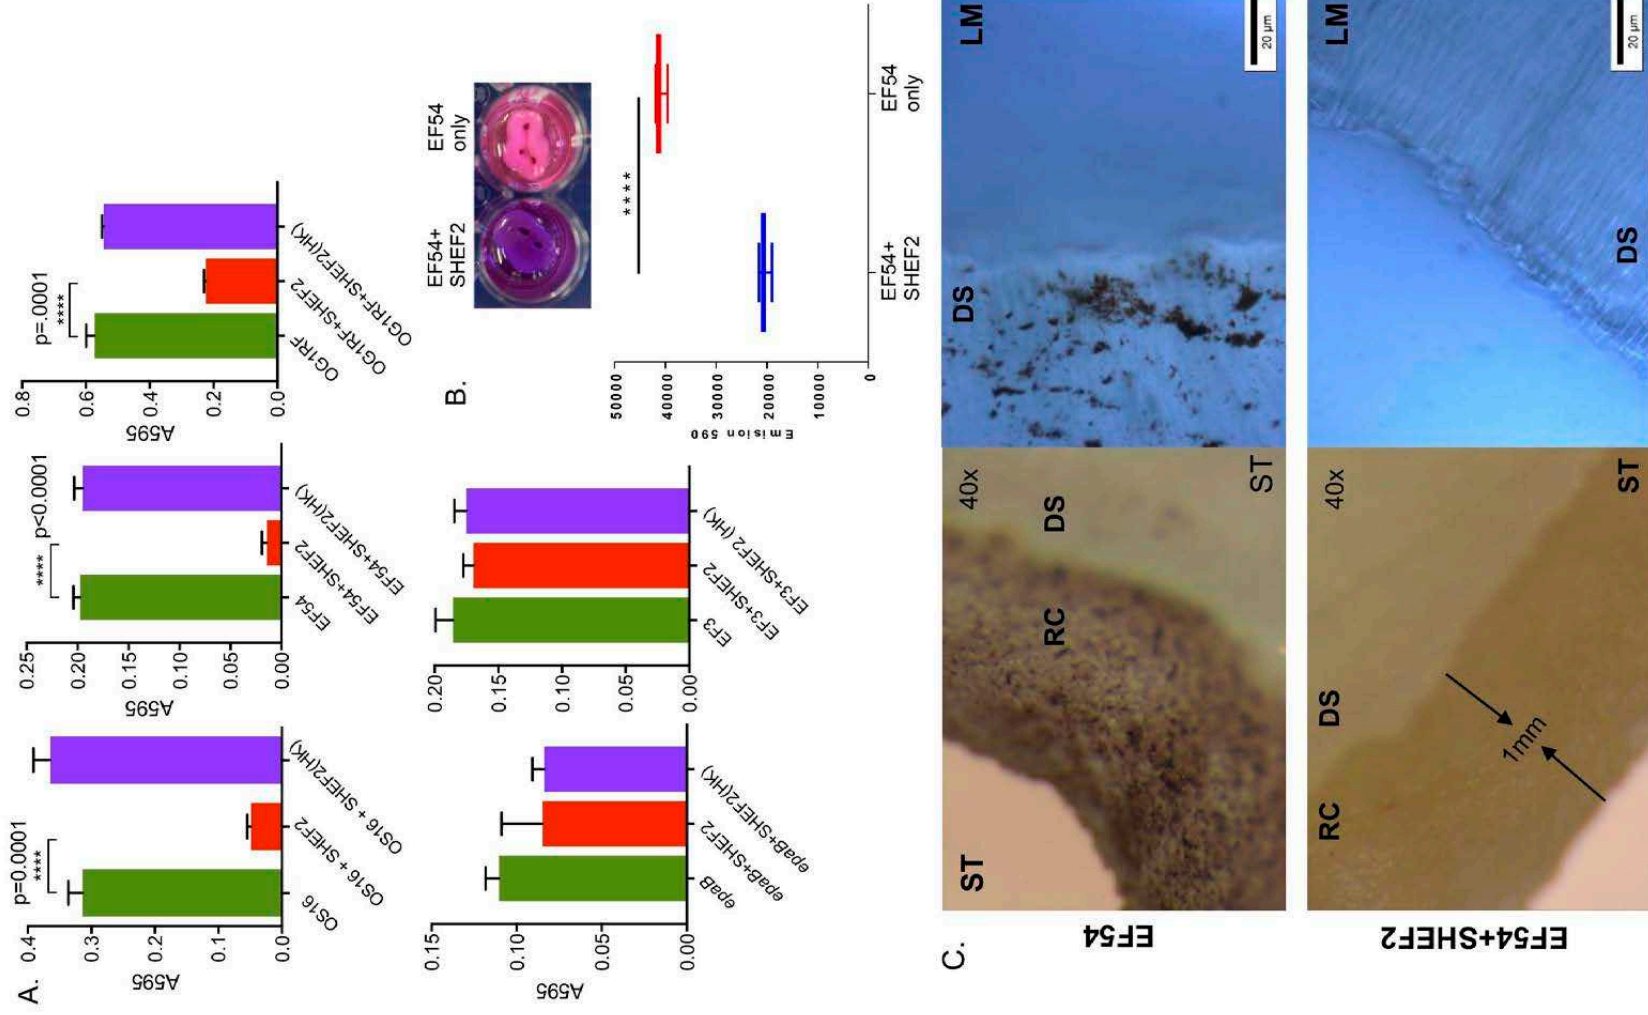 A.
p=0.0001
****
A595
0.4
0.3
0.2
0.1
0.0
OS16
OS16 + SHEF2
OS16 + SHEF2(HK)
p<0.0001
****
A595
0.25
0.20
0.15
0.10
0.05
0.00
EF54
EF54+SHEF2
EF54+SHEF2(HK)
p=.0001
****
A595
0.8
0.6
0.4
0.2
0.0
OG1RF
OG1RF+SHEF2
OG1RF+SHEF2(HK)
A595
0.15
0.10
0.05
0.00
epaB
epaB+SHEF2
epaB+SHEF2(HK)
0.20
0.15
0.10
0.05
0.00
EF3
EF3+SHEF2
EF3+SHEF2 (HK)
B.
EF54+
SHEF2
EF54
only
****
Emision 590
50000
40000
30000
20000
10000
0
EF54+
SHEF2
EF54
only
C.
EF54
ST
RC
DS
40x
ST
DS
LM
20 µm
EF54+SHEF2
RC
DS
40x
1mm
ST
LM
DS
20 µm